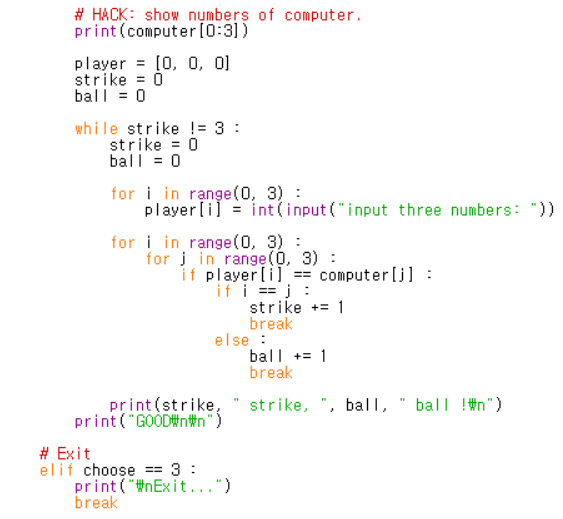 # HACK: show numbers of computer.
print(computer[0:3])
player = [0, 0, 0]
strike = 0
ball = 0
while strike != 3 :
strike = 0
ball = 0
for i in range(0, 3) :
player[i] = int(input("input three numbers: "))
for i in range(0, 3) :
for j in range(0, 3) :
if player[i] == computer[j] :
if i == j :
strike += 1
break
else :
ball += 1
break
print(strike, " strike, ", ball, " ball !₩n")
print("GOOD₩n₩n")
# Exit
elif choose == 3 :
print("₩nExit...")
break